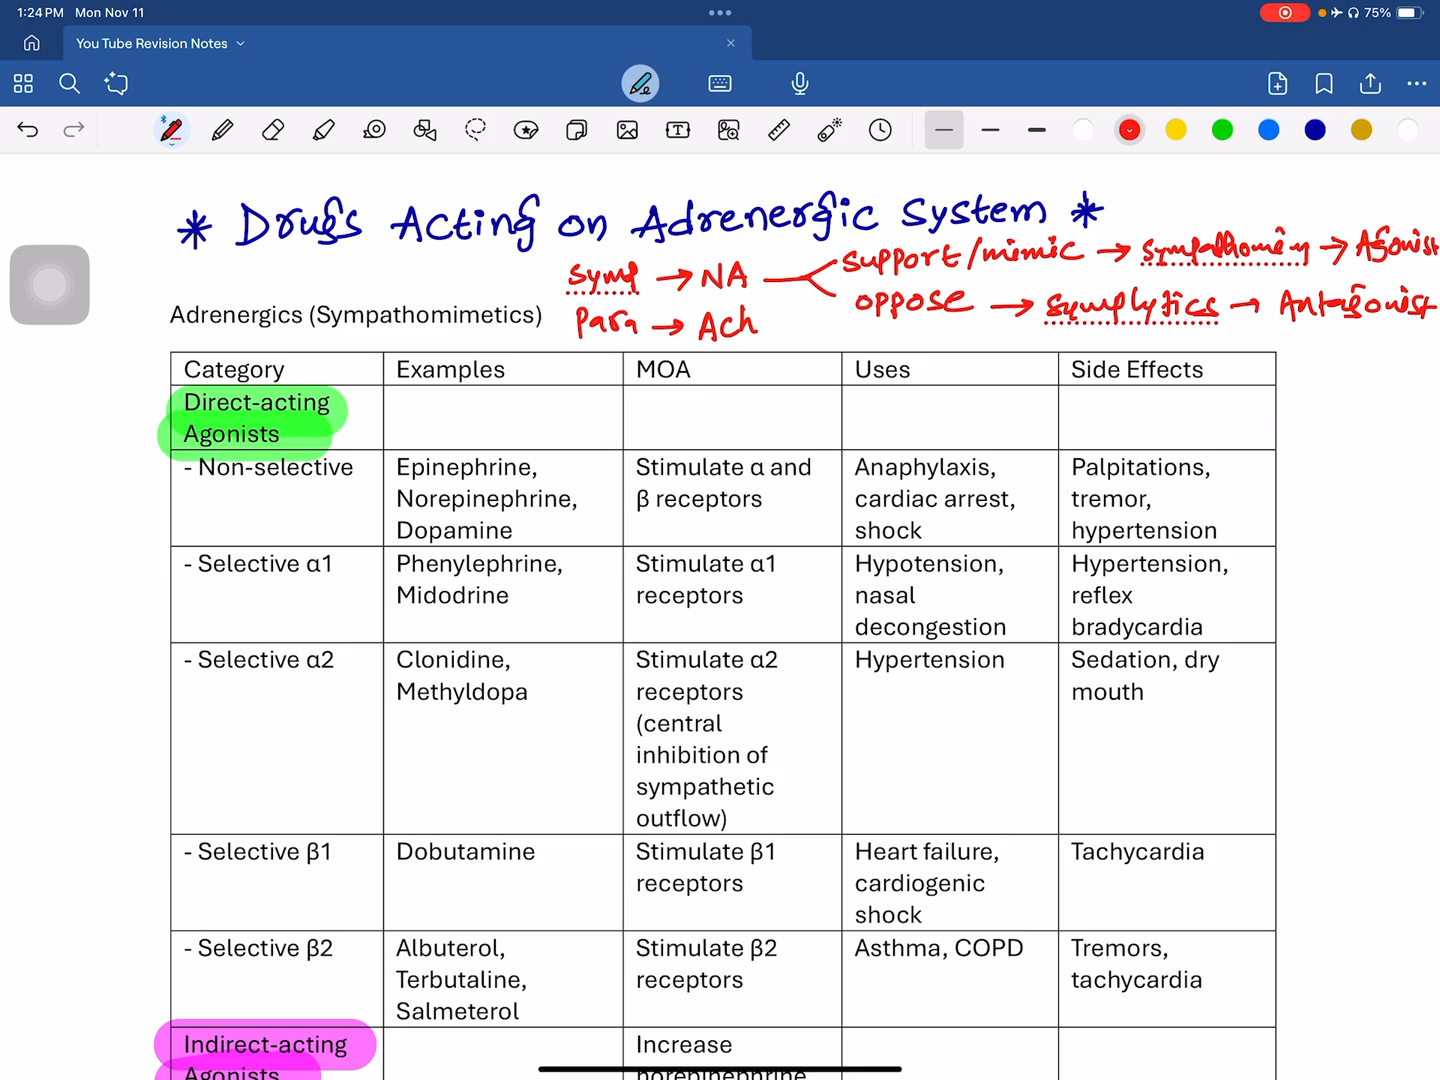 1:24 PM Mon Nov 11
75%
You Tube Revision Notes
* Drugs Acting on Adrenergic System *
symp → NA
support/mimic → sympathomim → Agonist
oppose → symplytics → Antagonist
Para → Ach
Adrenergics (Sympathomimetics)
Category Examples MOA Uses Side Effects
Direct-acting
Agonists
- Non-selective Epinephrine, Stimulate α and Anaphylaxis, Palpitations,
Norepinephrine, β receptors cardiac arrest, tremor,
Dopamine shock hypertension
- Selective α1 Phenylephrine, Stimulate α1 Hypotension, Hypertension,
Midodrine receptors nasal reflex
decongestion bradycardia
- Selective α2 Clonidine, Stimulate α2 Hypertension Sedation, dry
Methyldopa receptors mouth
(central
inhibition of
sympathetic
outflow)
- Selective β1 Dobutamine Stimulate β1 Heart failure, Tachycardia
receptors cardiogenic
shock
- Selective β2 Albuterol, Stimulate β2 Asthma, COPD Tremors,
Terbutaline, receptors tachycardia
Salmeterol
Indirect-acting Increase
Agonists norepinephrine